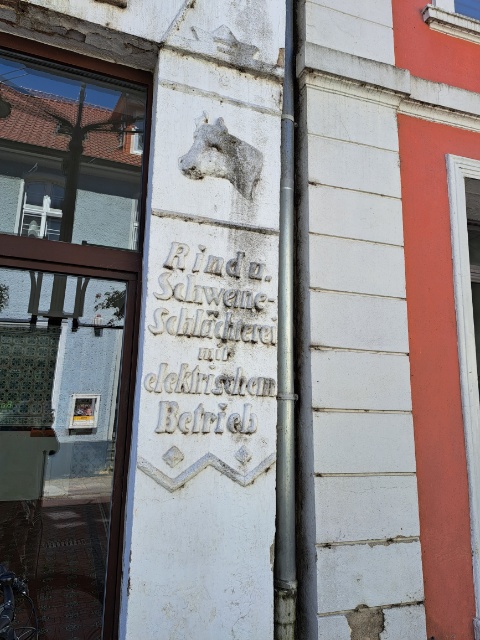 Rind u.
Schweine-
Schlächterei
mit
elektrischem
Betrieb